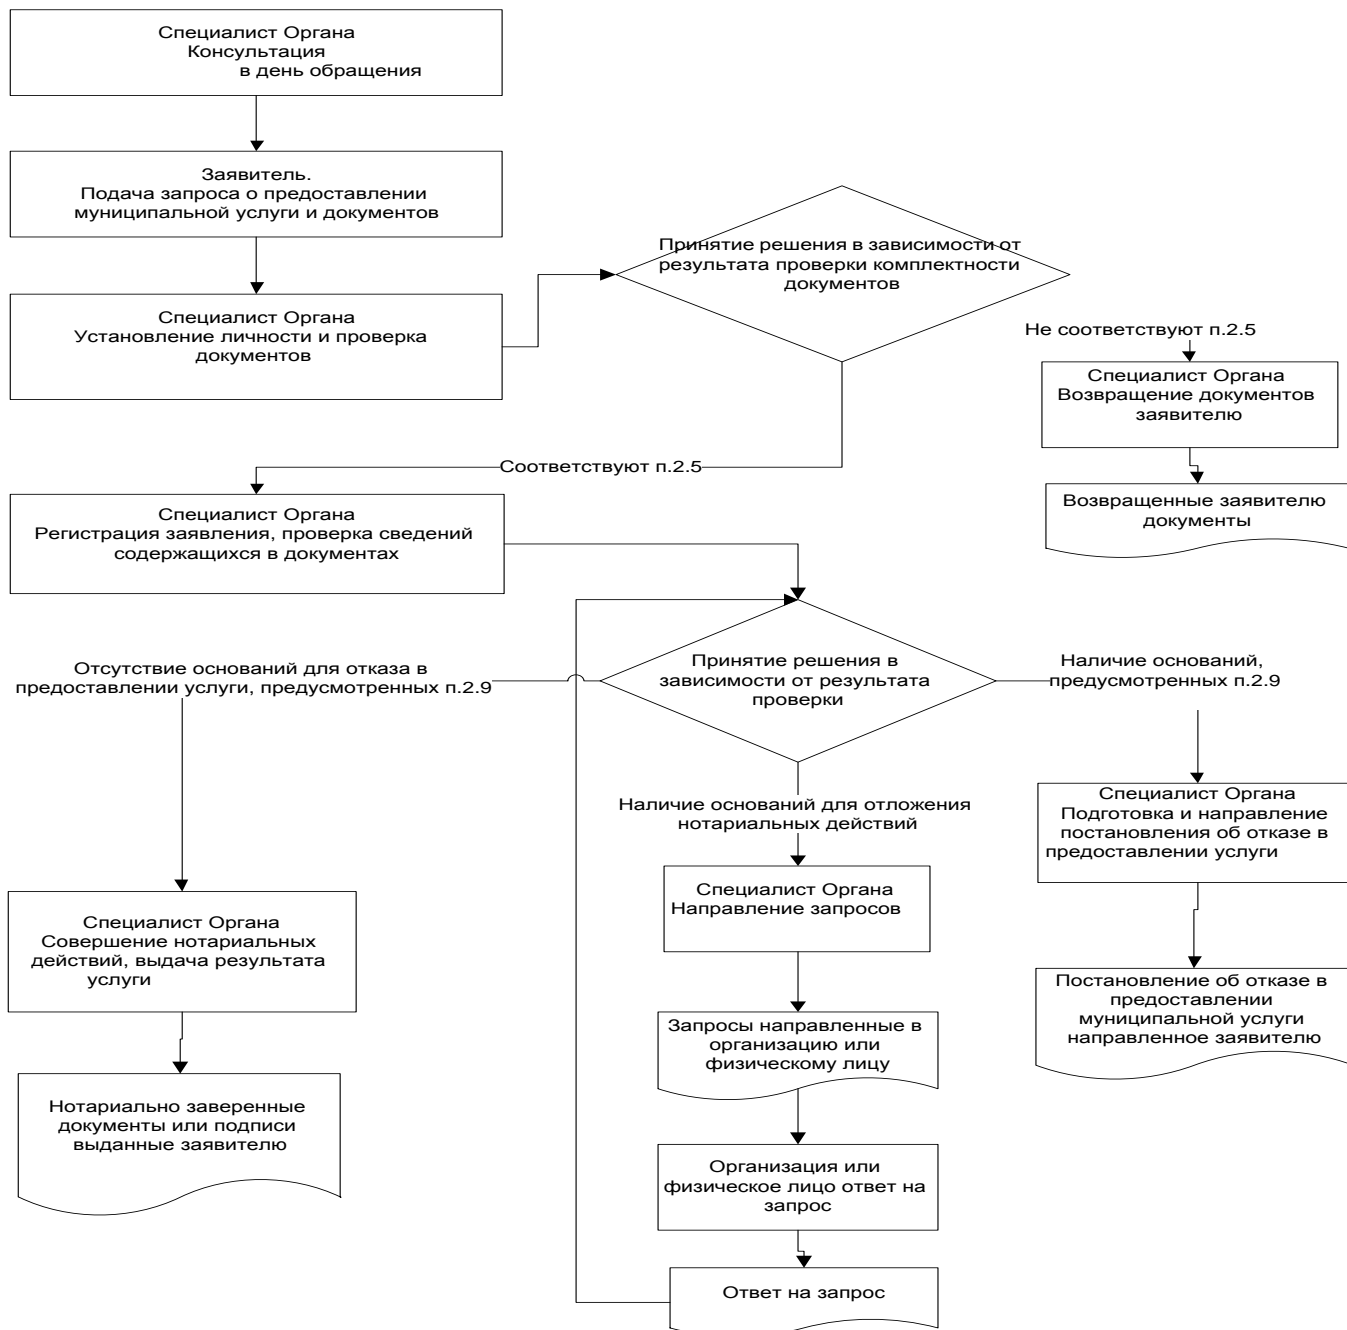 Специалист Органа
Консультация
в день обращения
Заявитель.
Подача запроса о предоставлении
муниципальной услуги и документов
Специалист Органа
Установление личности и проверка
документов
Принятие решения в зависимости от
результата проверки комплектности
документов
Не соответствуют п.2.5
Специалист Органа
Возвращение документов
заявителю
Возвращенные заявителю
документы
Соответствуют п.2.5
Специалист Органа
Регистрация заявления, проверка сведений
содержащихся в документах
Принятие решения в
зависимости от результата
проверки
Отсутствие оснований для отказа в
предоставлении услуги, предусмотренных п.2.9
Наличие оснований,
предусмотренных п.2.9
Наличие оснований для отложения
нотариальных действий
Специалист Органа
Подготовка и направление
постановления об отказе в
предоставлении услуги
Специалист Органа
Направление запросов
Специалист Органа
Совершение нотариальных
действий, выдача результата
услуги
Постановление об отказе в
предоставлении
муниципальной услуги
направленное заявителю
Запросы направленные в
организацию или
физическому лицу
Нотариально заверенные
документы или подписи
выданные заявителю
Организация или
физическое лицо ответ на
запрос
Ответ на запрос